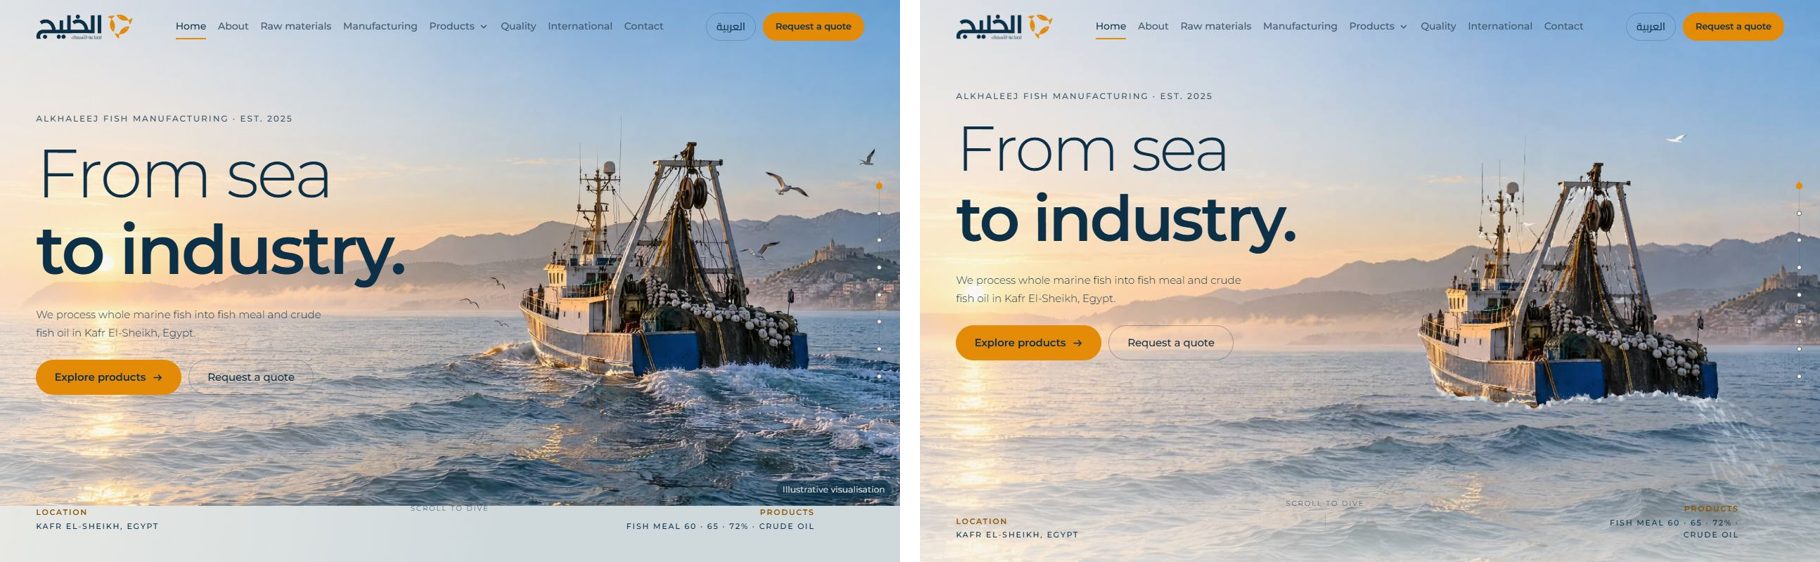 الخليج
Home About Raw materials Manufacturing Products Quality International Contact
العربية
Request a quote
ALKHALEEJ FISH MANUFACTURING · EST. 2025
From sea
to industry.
We process whole marine fish into fish meal and crude
fish oil in Kafr El-Sheikh, Egypt.
Explore products →
Request a quote
Illustrative visualisation
SCROLL TO DIVE
LOCATION
KAFR EL-SHEIKH, EGYPT
PRODUCTS
FISH MEAL 60 · 65 · 72% · CRUDE OIL
الخليج
Home About Raw materials Manufacturing Products Quality International Contact
العربية
Request a quote
ALKHALEEJ FISH MANUFACTURING · EST. 2025
From sea
to industry.
We process whole marine fish into fish meal and crude
fish oil in Kafr El-Sheikh, Egypt.
Explore products →
Request a quote
SCROLL TO DIVE
LOCATION
KAFR EL-SHEIKH, EGYPT
PRODUCTS
FISH MEAL 60 · 65 · 72% ·
CRUDE OIL